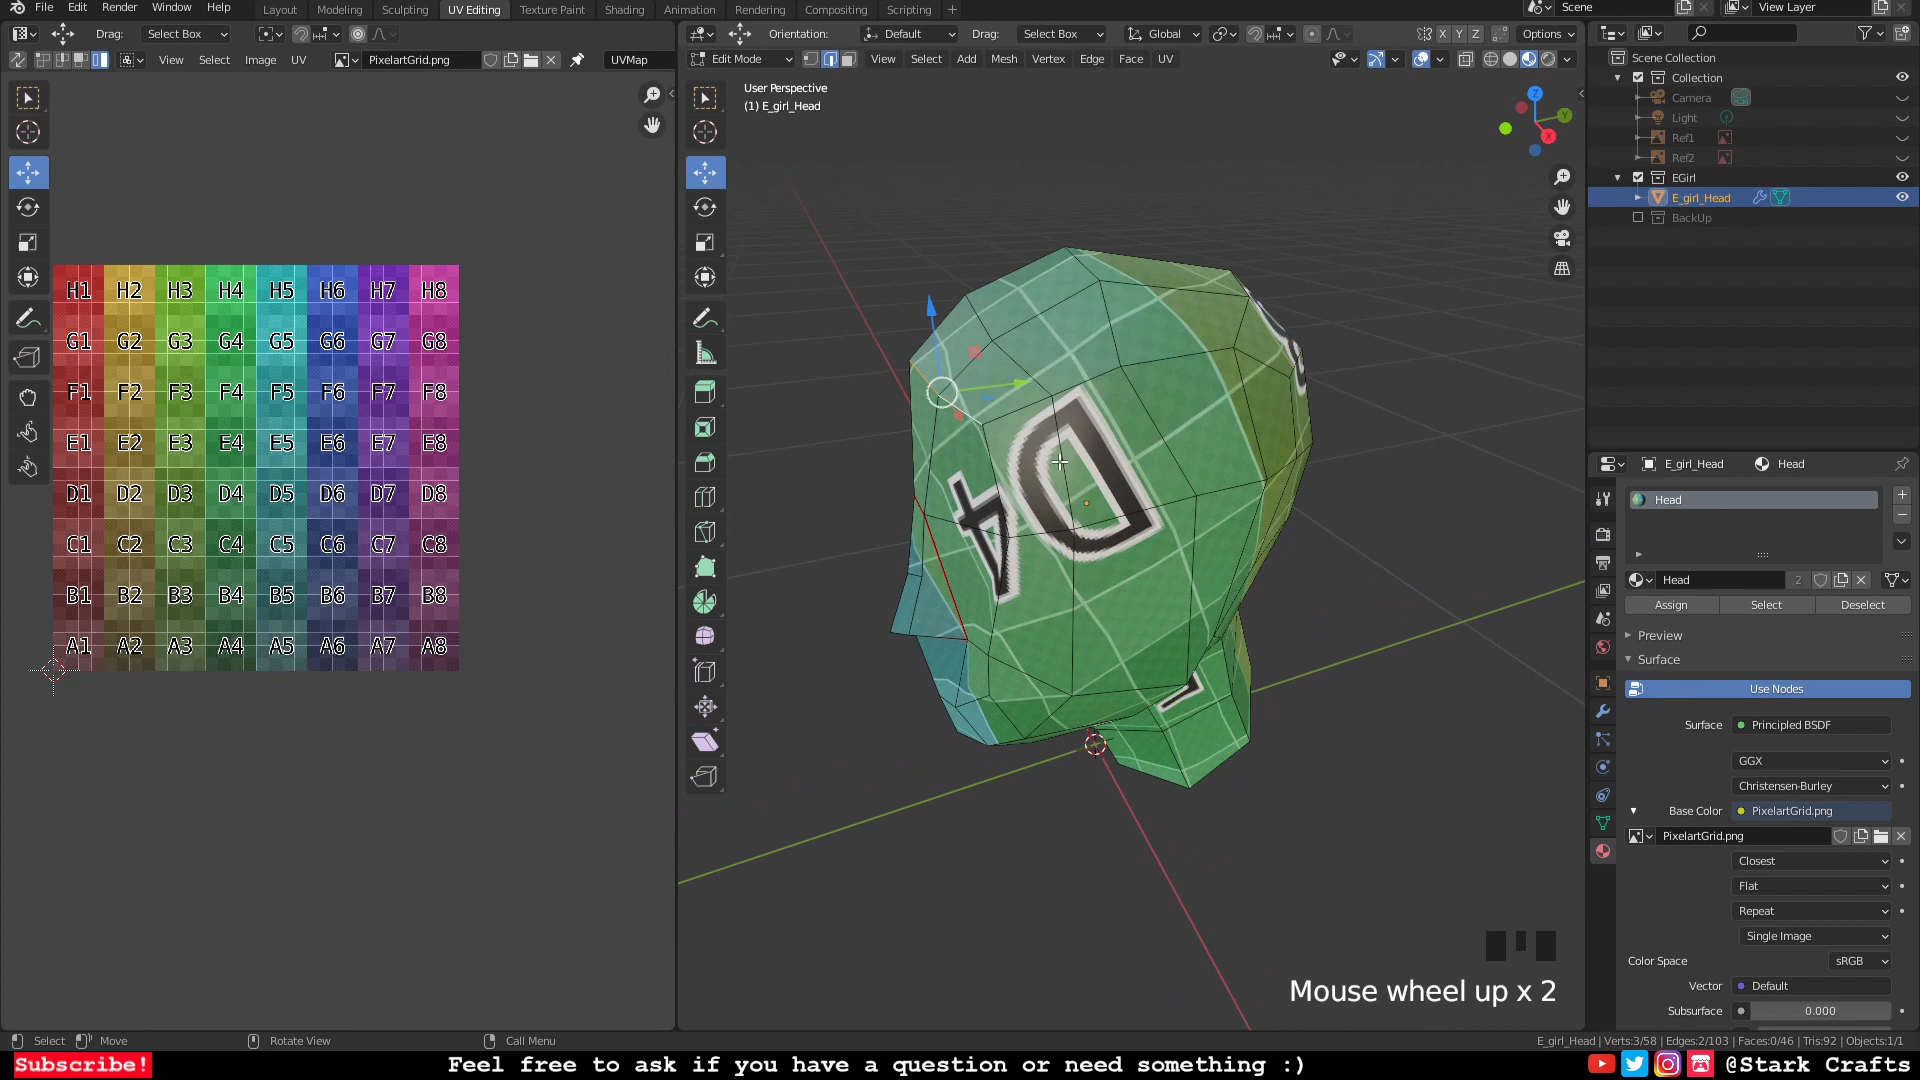 File Edit Render Window Help Layout Modeling Sculpting UV Editing Texture Paint Shading Animation Rendering Compositing Scripting + Scene View Layer
Drag: Select Box Orientation: Default Drag: Select Box Global X Y Z Options
View Select Image UV PixelartGrid.png UVMap Edit Mode View Select Add Mesh Vertex Edge Face UV
User Perspective
(1) E_girl_Head
Scene Collection
Collection
Camera
Light
Ref1
Ref2
EGirl
E_girl_Head
BackUp
H1 H2 H3 H4 H5 H6 H7 H8
G1 G2 G3 G4 G5 G6 G7 G8
F1 F2 F3 F4 F5 F6 F7 F8
E1 E2 E3 E4 E5 E6 E7 E8
D1 D2 D3 D4 D5 D6 D7 D8
C1 C2 C3 C4 C5 C6 C7 C8
B1 B2 B3 B4 B5 B6 B7 B8
A1 A2 A3 A4 A5 A6 A7 A8
Z
Y
X
D
4
E_girl_Head Head
Head
Head 2
Assign Select Deselect
Preview
Surface
Use Nodes
Surface Principled BSDF
GGX
Christensen-Burley
Base Color PixelartGrid.png
PixelartGrid.png
Closest
Flat
Repeat
Single Image
Color Space sRGB
Vector Default
Subsurface 0.000
Mouse wheel up x 2
Select Move Rotate View Call Menu E_girl_Head | Verts:3/58 | Edges:2/103 | Faces:0/46 | Tris:92 | Objects:1/1
Subscribe! Feel free to ask if you have a question or need something :) @Stark Crafts